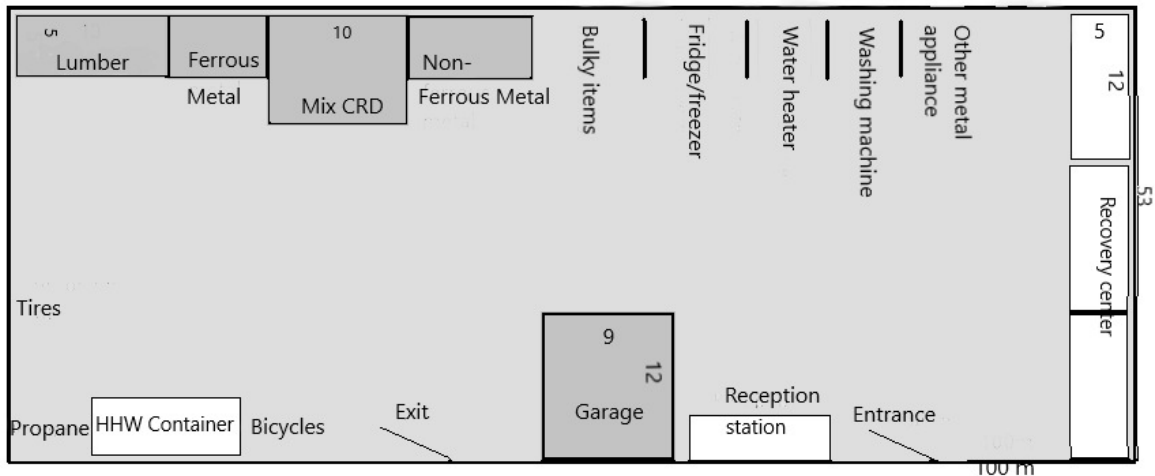 5
Lumber
Ferrous
Metal
10
Mix CRD
Non-
Ferrous Metal
Bulky items
Fridge/freezer
Water heater
Washing machine
Other metal
appliance
5
12
53
Recovery center
Tires
9
12
Garage
Reception
station
Entrance
Exit
Propane
HHW Container
Bicycles
100 m